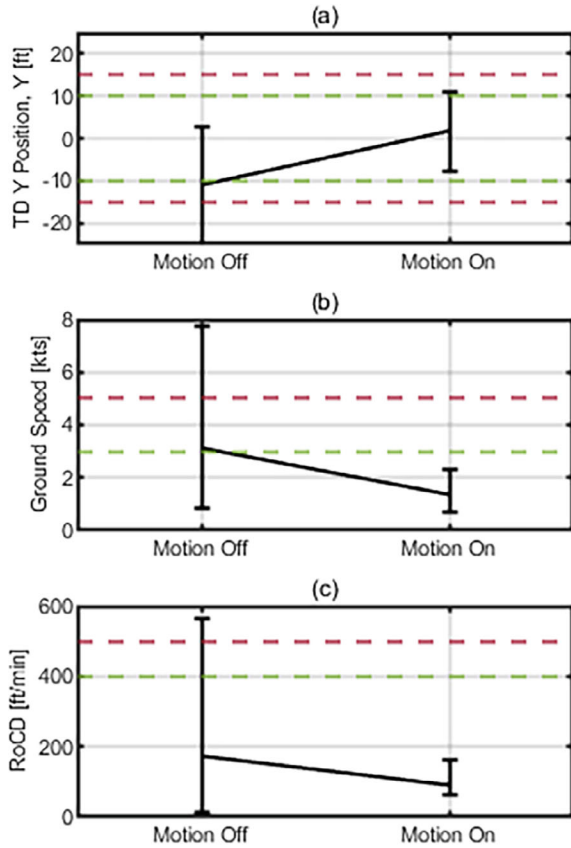 (a)
TD Y Position, Y [ft]
20
10
0
-10
-20
Motion Off
Motion On
(b)
Ground Speed [kts]
8
6
4
2
0
Motion Off
Motion On
(c)
RoCD [ft/min]
600
400
200
0
Motion Off
Motion On